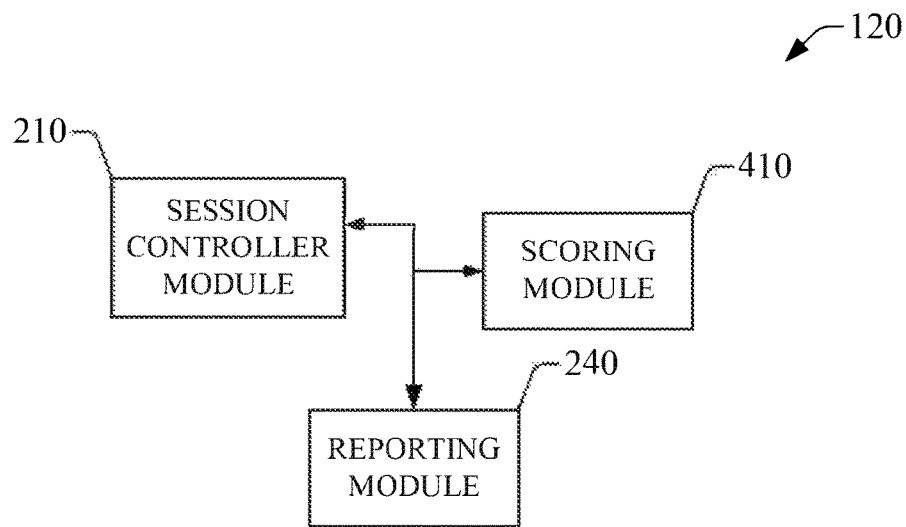 120
210
SESSION
CONTROLLER
MODULE
410
SCORING
MODULE
240
REPORTING
MODULE